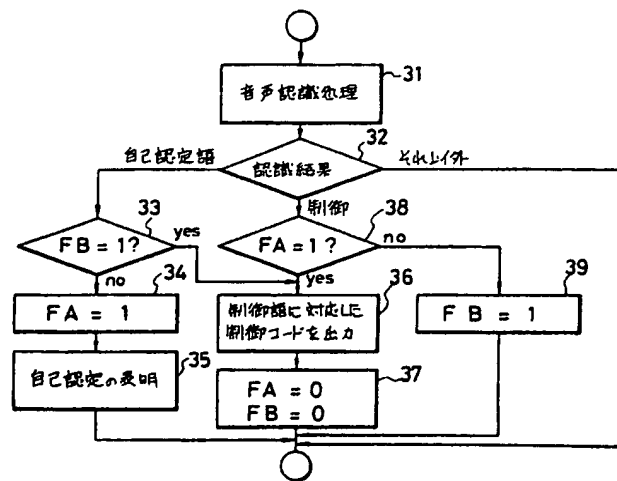 31
音声認識処理
32
自己認定語
認識結果
それ以外
制御
33
FB = 1?
yes
no
38
FA = 1?
no
yes
34
FA = 1
36
制御語に対応した
制御コードを出力
39
FB = 1
35
自己認定の表明
37
FA = 0
FB = 0